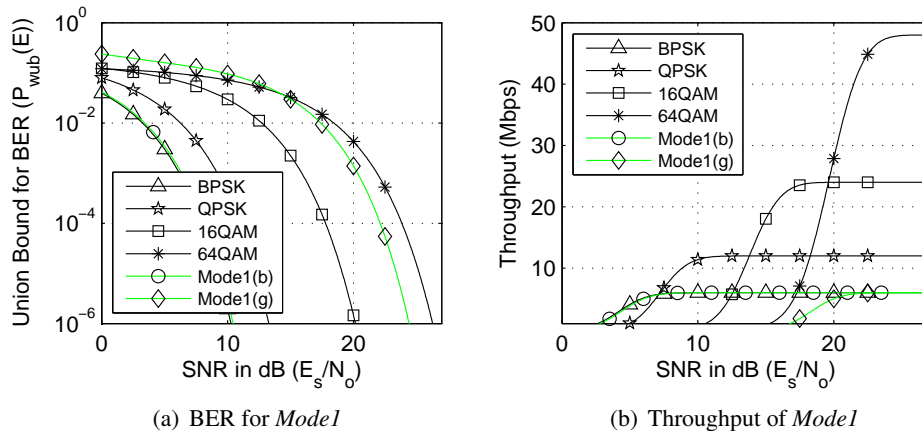 Union Bound for BER (P_wub(E))
10^0
10^-2
10^-4
10^-6
BPSK
QPSK
16QAM
64QAM
Mode1(b)
Mode1(g)
0 10 20
SNR in dB (E_s/N_o)
(a) BER for Mode1
Throughput (Mbps)
50
40
30
20
10
BPSK
QPSK
16QAM
64QAM
Mode1(b)
Mode1(g)
0 10 20
SNR in dB (E_s/N_o)
(b) Throughput of Mode1